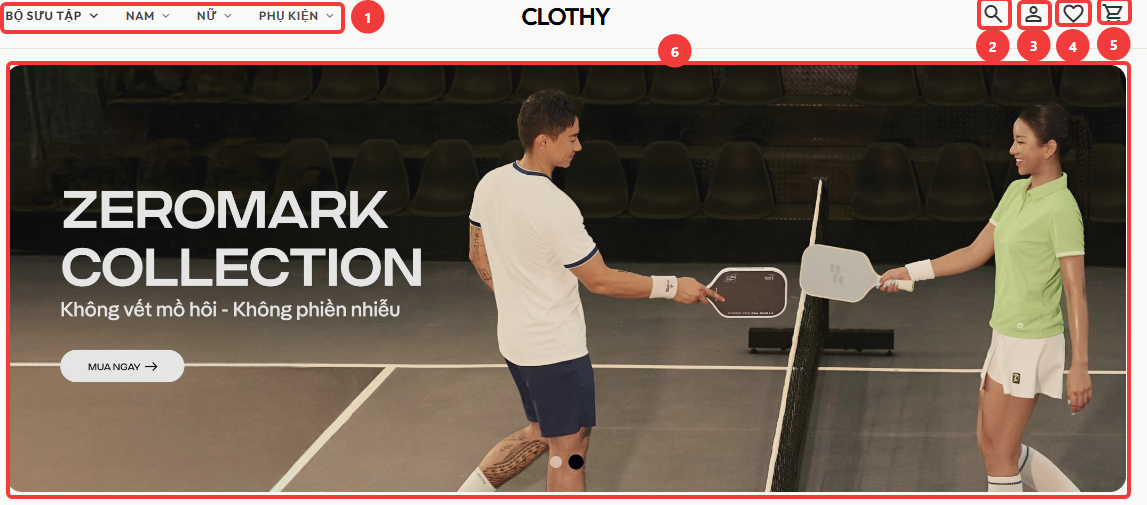 BỘ SƯU TẬP NAM NỮ PHỤ KIỆN 1 CLOTHY
2 3 4 5
6
ZEROMARK
COLLECTION
Không vết mồ hôi - Không phiền nhiễu
MUA NGAY →